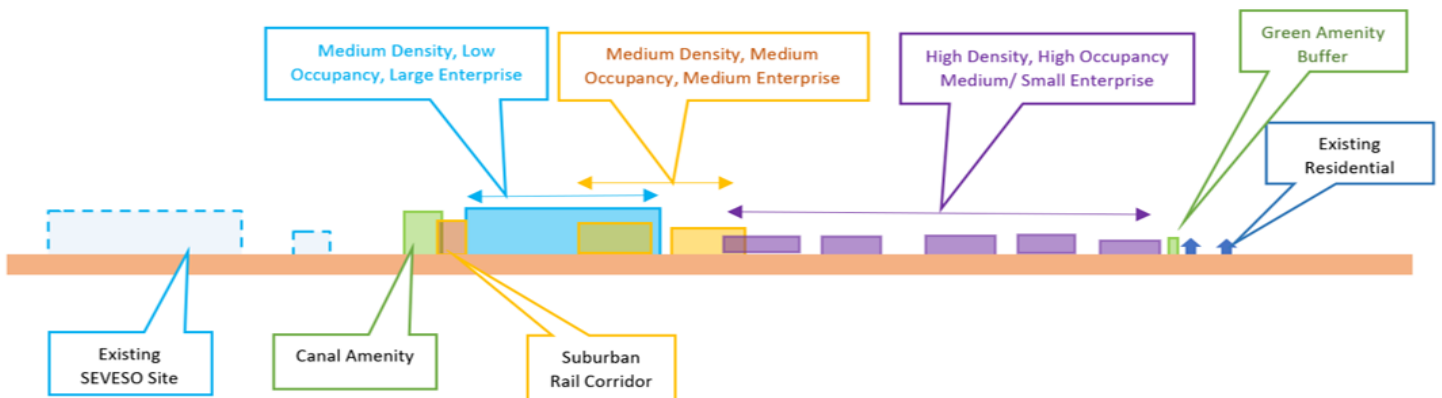 Medium Density, Low
Occupancy, Large Enterprise
Medium Density, Medium
Occupancy, Medium Enterprise
High Density, High Occupancy
Medium/ Small Enterprise
Green Amenity
Buffer
Existing
Residential
Existing
SEVESO Site
Canal Amenity
Suburban
Rail Corridor